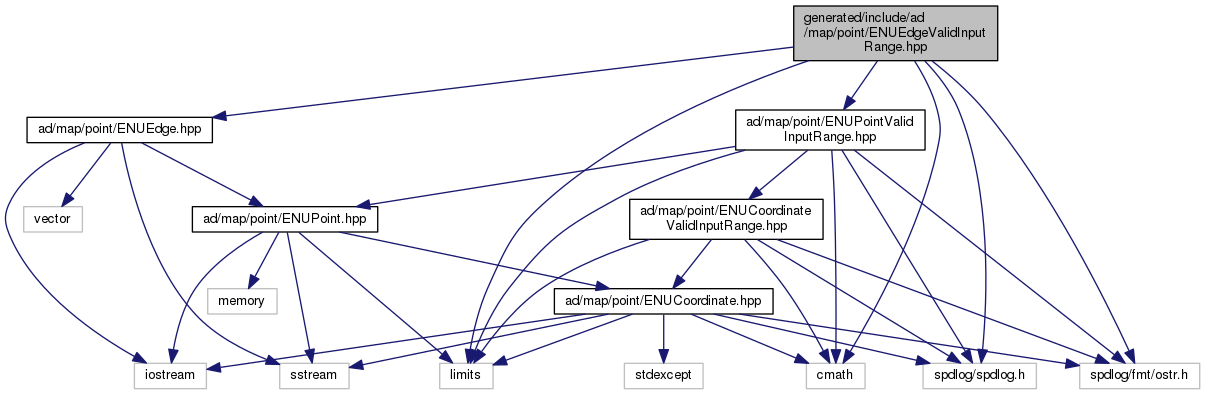 generated/include/ad
/map/point/ENUEdgeValidInput
Range.hpp
ad/map/point/ENUEdge.hpp
ad/map/point/ENUPointValid
InputRange.hpp
vector
ad/map/point/ENUPoint.hpp
ad/map/point/ENUCoordinate
ValidInputRange.hpp
memory
ad/map/point/ENUCoordinate.hpp
iostream
sstream
limits
stdexcept
cmath
spdlog/spdlog.h
spdlog/fmt/ostr.h